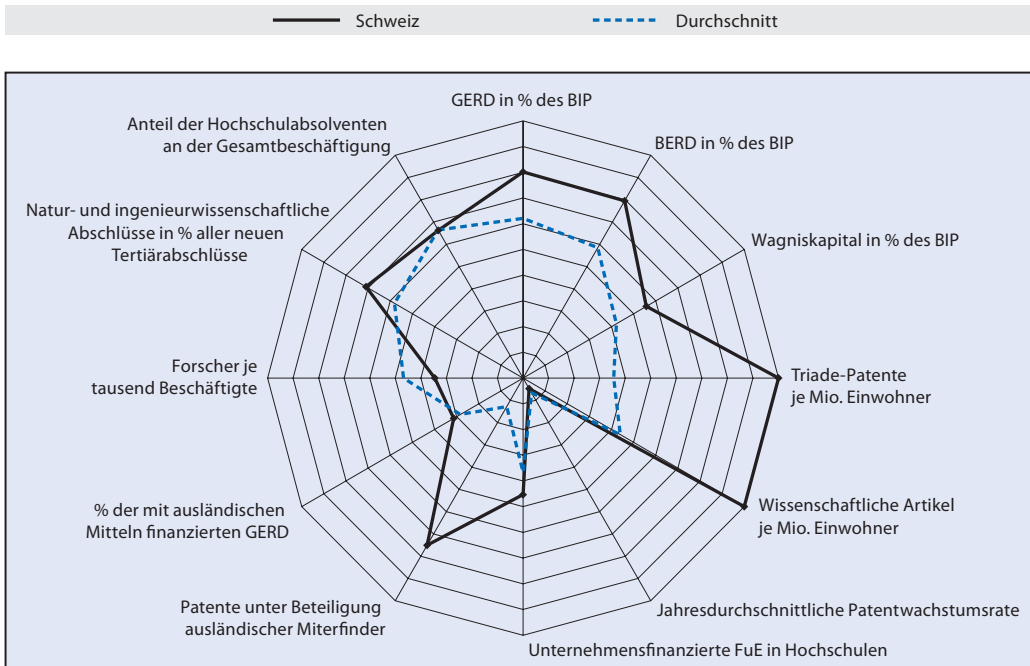 Schweiz
Durchschnitt
GERD in % des BIP
BERD in % des BIP
Wagniskapital in % des BIP
Triade-Patente
je Mio. Einwohner
Wissenschaftliche Artikel
je Mio. Einwohner
Jahresdurchschnittliche Patentwachstumsrate
Unternehmensfinanzierte FuE in Hochschulen
Patente unter Beteiligung
ausländischer Miterfinder
% der mit ausländischen
Mitteln finanzierten GERD
Forscher je
tausend Beschäftigte
Natur- und ingenieurwissenschaftliche
Abschlüsse in % aller neuen
Tertiärabschlüsse
Anteil der Hochschulabsolventen
an der Gesamtbeschäftigung